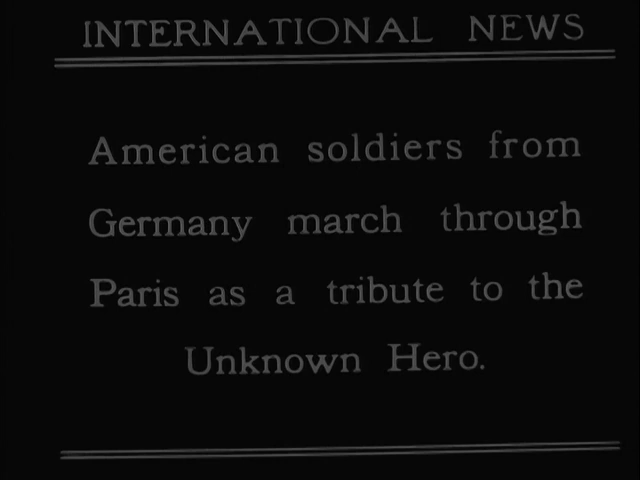 INTERNATIONAL NEWS
American soldiers from
Germany march through
Paris as a tribute to the
Unknown Hero.